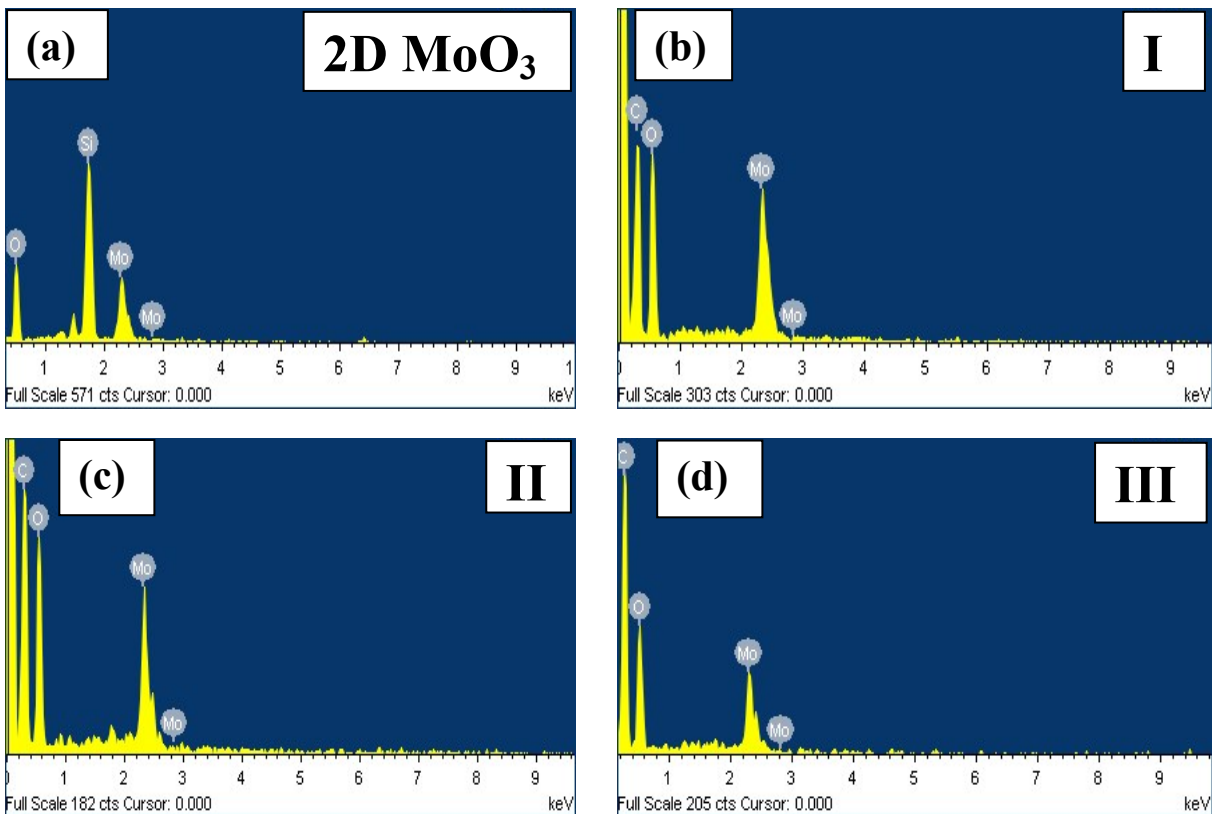 (a)
2D MoO₃
Si
O
Mo
Mo
1 2 3 4 5 6 7 8 9 1
Full Scale 571 cts Cursor: 0.000 keV
(b)
I
C
O
Mo
Mo
0 1 2 3 4 5 6 7 8 9
Full Scale 303 cts Cursor: 0.000 keV
(c)
II
C
O
Mo
Mo
0 1 2 3 4 5 6 7 8 9
Full Scale 182 cts Cursor: 0.000 keV
(d)
III
C
O
Mo
Mo
1 2 3 4 5 6 7 8 9
Full Scale 205 cts Cursor: 0.000 keV